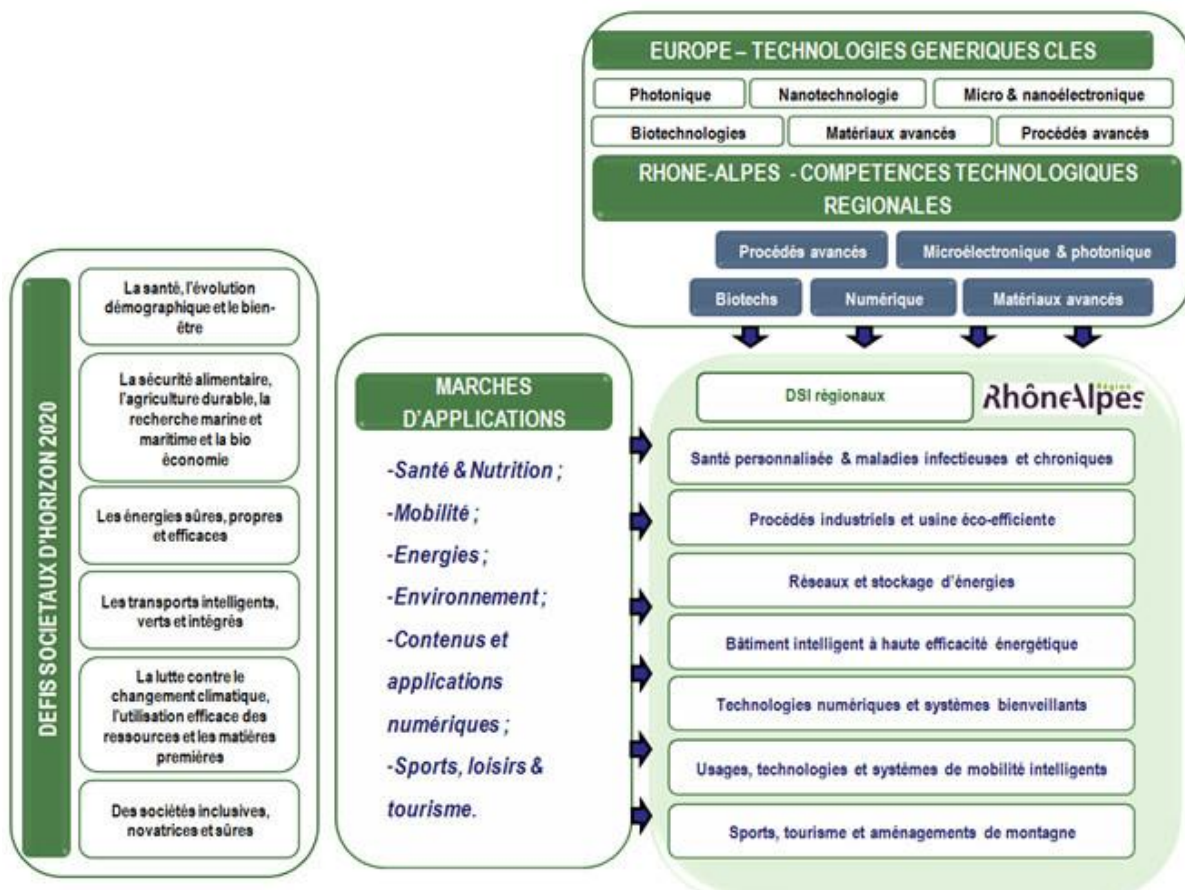 EUROPE – TECHNOLOGIES GENERIQUES CLES
Photonique
Nanotechnologie
Micro & nanoélectronique
Biotechnologies
Matériaux avancés
Procédés avancés
RHONE-ALPES - COMPETENCES TECHNOLOGIQUES
REGIONALES
Procédés avancés
Microélectronique & photonique
Biotechs
Numérique
Matériaux avancés
DEFIS SOCIETAUX D'HORIZON 2020
La santé, l'évolution
démographique et le bien-
être
La sécurité alimentaire,
l'agriculture durable, la
recherche marine et
maritime et la bio
économie
Les énergies sûres, propres
et efficaces
Les transports intelligents,
verts et intégrés
La lutte contre le
changement climatique,
l'utilisation efficace des
ressources et les matières
premières
Des sociétés inclusives,
novatrices et sûres
MARCHES
D'APPLICATIONS
-Santé & Nutrition ;
-Mobilité ;
-Energies ;
-Environnement ;
-Contenus et
applications
numériques ;
-Sports, loisirs &
tourisme.
DSI régionaux
Région
RhôneAlpes
Santé personnalisée & maladies infectieuses et chroniques
Procédés industriels et usine éco-efficiente
Réseaux et stockage d'énergies
Bâtiment intelligent à haute efficacité énergétique
Technologies numériques et systèmes bienveillants
Usages, technologies et systèmes de mobilité intelligents
Sports, tourisme et aménagements de montagne